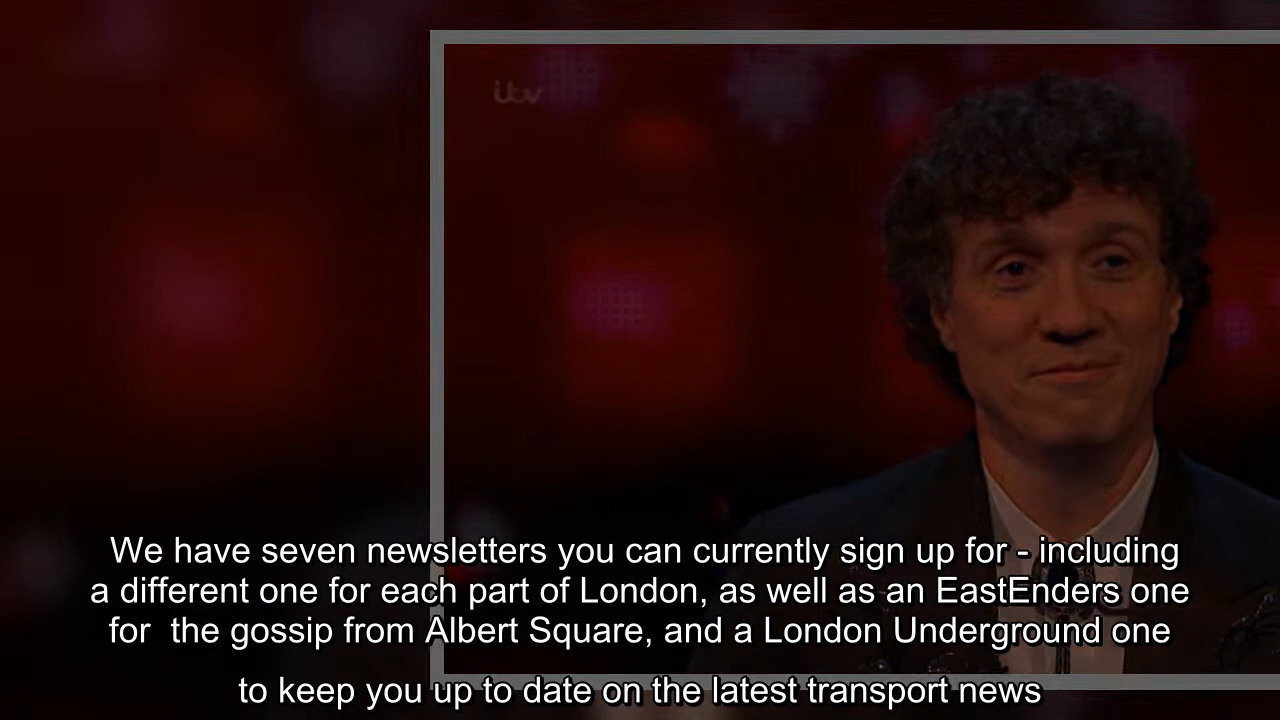 itv
We have seven newsletters you can currently sign up for - including
a different one for each part of London, as well as an EastEnders one
for  the gossip from Albert Square, and a London Underground one
to keep you up to date on the latest transport news